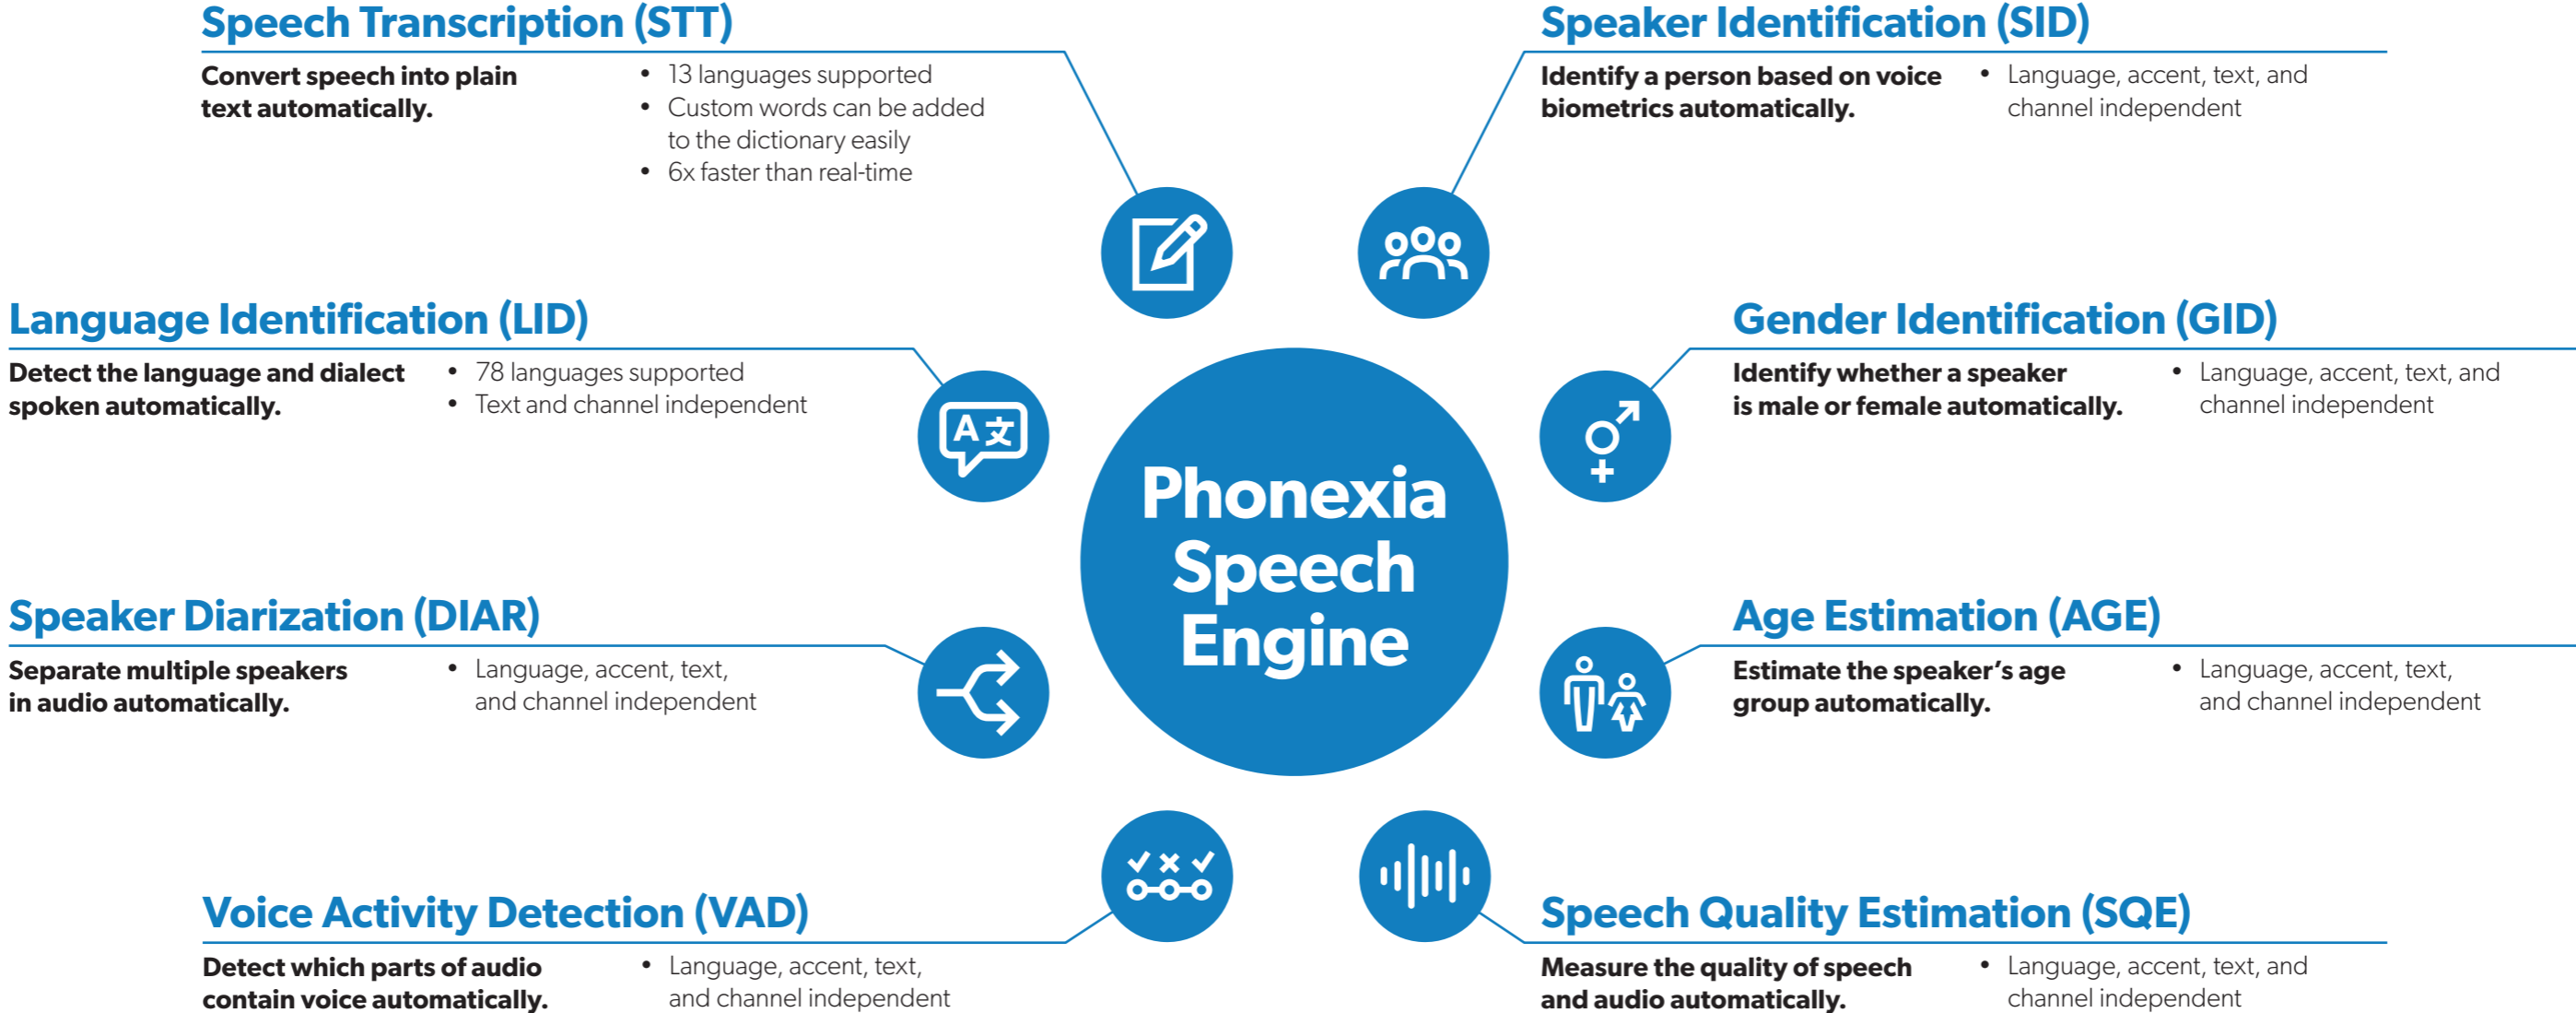 Speech Transcription (STT)
Convert speech into plain
text automatically.
• 13 languages supported
• Custom words can be added
to the dictionary easily
• 6x faster than real-time
Speaker Identification (SID)
Identify a person based on voice
biometrics automatically.
• Language, accent, text, and
channel independent
Language Identification (LID)
Detect the language and dialect
spoken automatically.
• 78 languages supported
• Text and channel independent
A文
Gender Identification (GID)
Identify whether a speaker
is male or female automatically.
• Language, accent, text, and
channel independent
Phonexia
Speech
Engine
Speaker Diarization (DIAR)
Separate multiple speakers
in audio automatically.
• Language, accent, text,
and channel independent
Age Estimation (AGE)
Estimate the speaker’s age
group automatically.
• Language, accent, text,
and channel independent
Voice Activity Detection (VAD)
Detect which parts of audio
contain voice automatically.
• Language, accent, text,
and channel independent
Speech Quality Estimation (SQE)
Measure the quality of speech
and audio automatically.
• Language, accent, text, and
channel independent